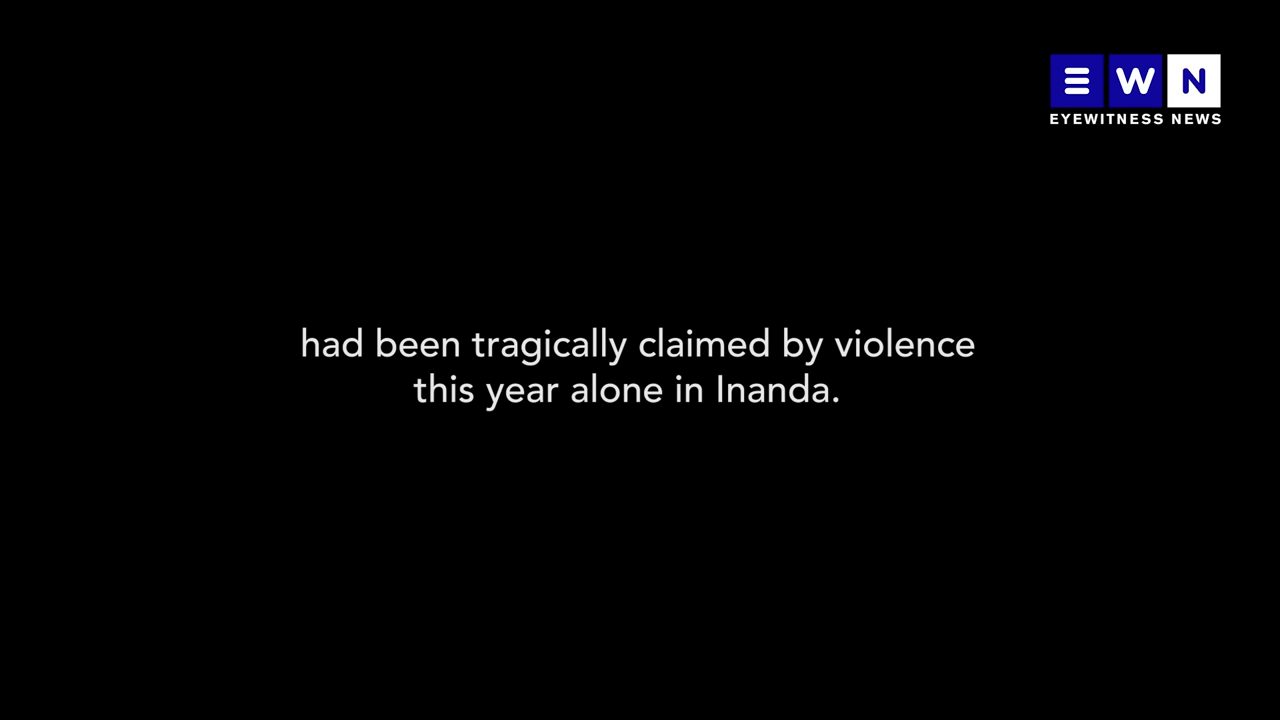 EWN
EYEWITNESS NEWS
had been tragically claimed by violence
this year alone in Inanda.